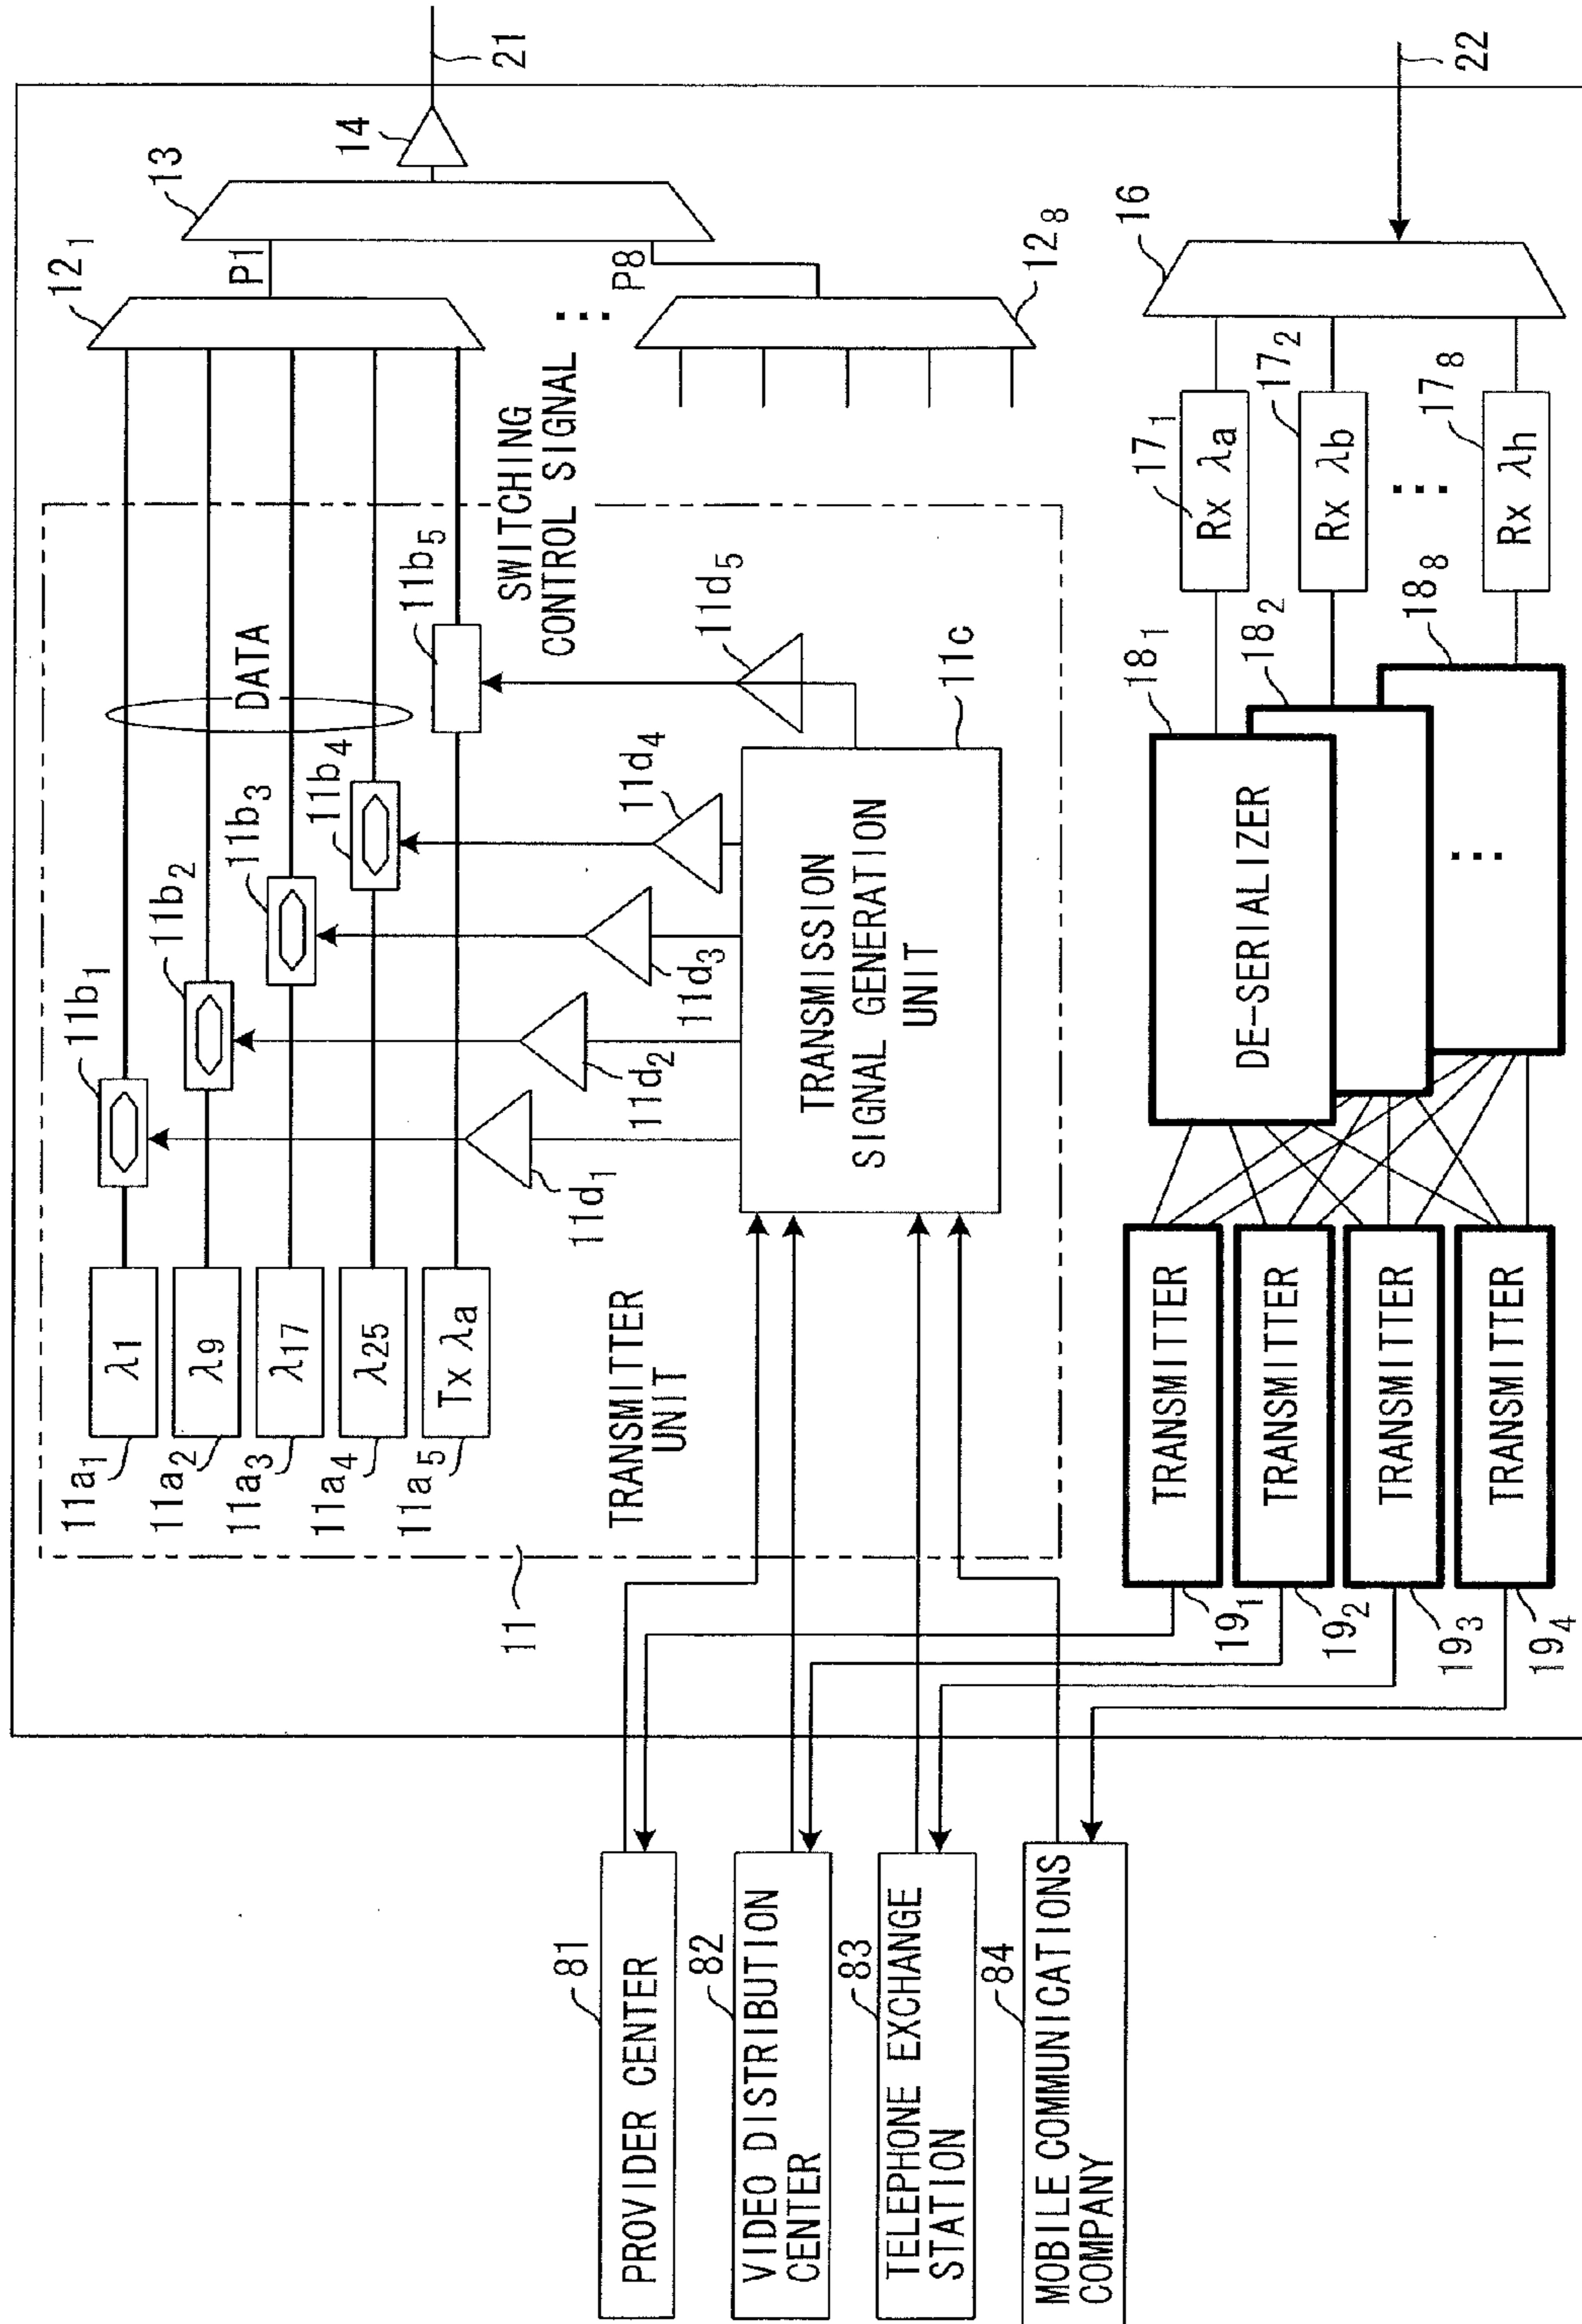 81
PROVIDER CENTER
82
VIDEO DISTRIBUTION
CENTER
83
TELEPHONE EXCHANGE
STATION
84
MOBILE COMMUNICATIONS
COMPANY
11
TRANSMITTER
UNIT
11a1
λ1
11a2
λ9
11a3
λ17
11a4
λ25
11a5
Tx λa
11b1
11b2
11b3
11b4
11b5
DATA
SWITCHING
CONTROL SIGNAL
11d1
11d2
11d3
11d4
11d5
TRANSMISSION
SIGNAL GENERATION
UNIT
11c
121
P1
13
14
21
...
P8
128
22
16
171
Rx λa
172
Rx λb
...
178
Rx λh
181
DE-SERIALIZER
182
188
...
TRANSMITTER
191
TRANSMITTER
192
TRANSMITTER
193
TRANSMITTER
194